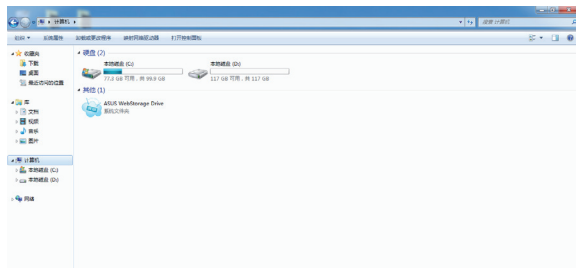 计算机
搜索 计算机
组织 系统属性 卸载或更改程序 映射网络驱动器 打开控制面板
收藏夹
下载
桌面
最近访问的位置
库
文档
视频
音乐
图片
计算机
本地磁盘 (C:)
本地磁盘 (D:)
网络
硬盘 (2)
本地磁盘 (C:)
77.3 GB 可用，共 99.9 GB
本地磁盘 (D:)
117 GB 可用，共 117 GB
其他 (1)
ASUS WebStorage Drive
系统文件夹